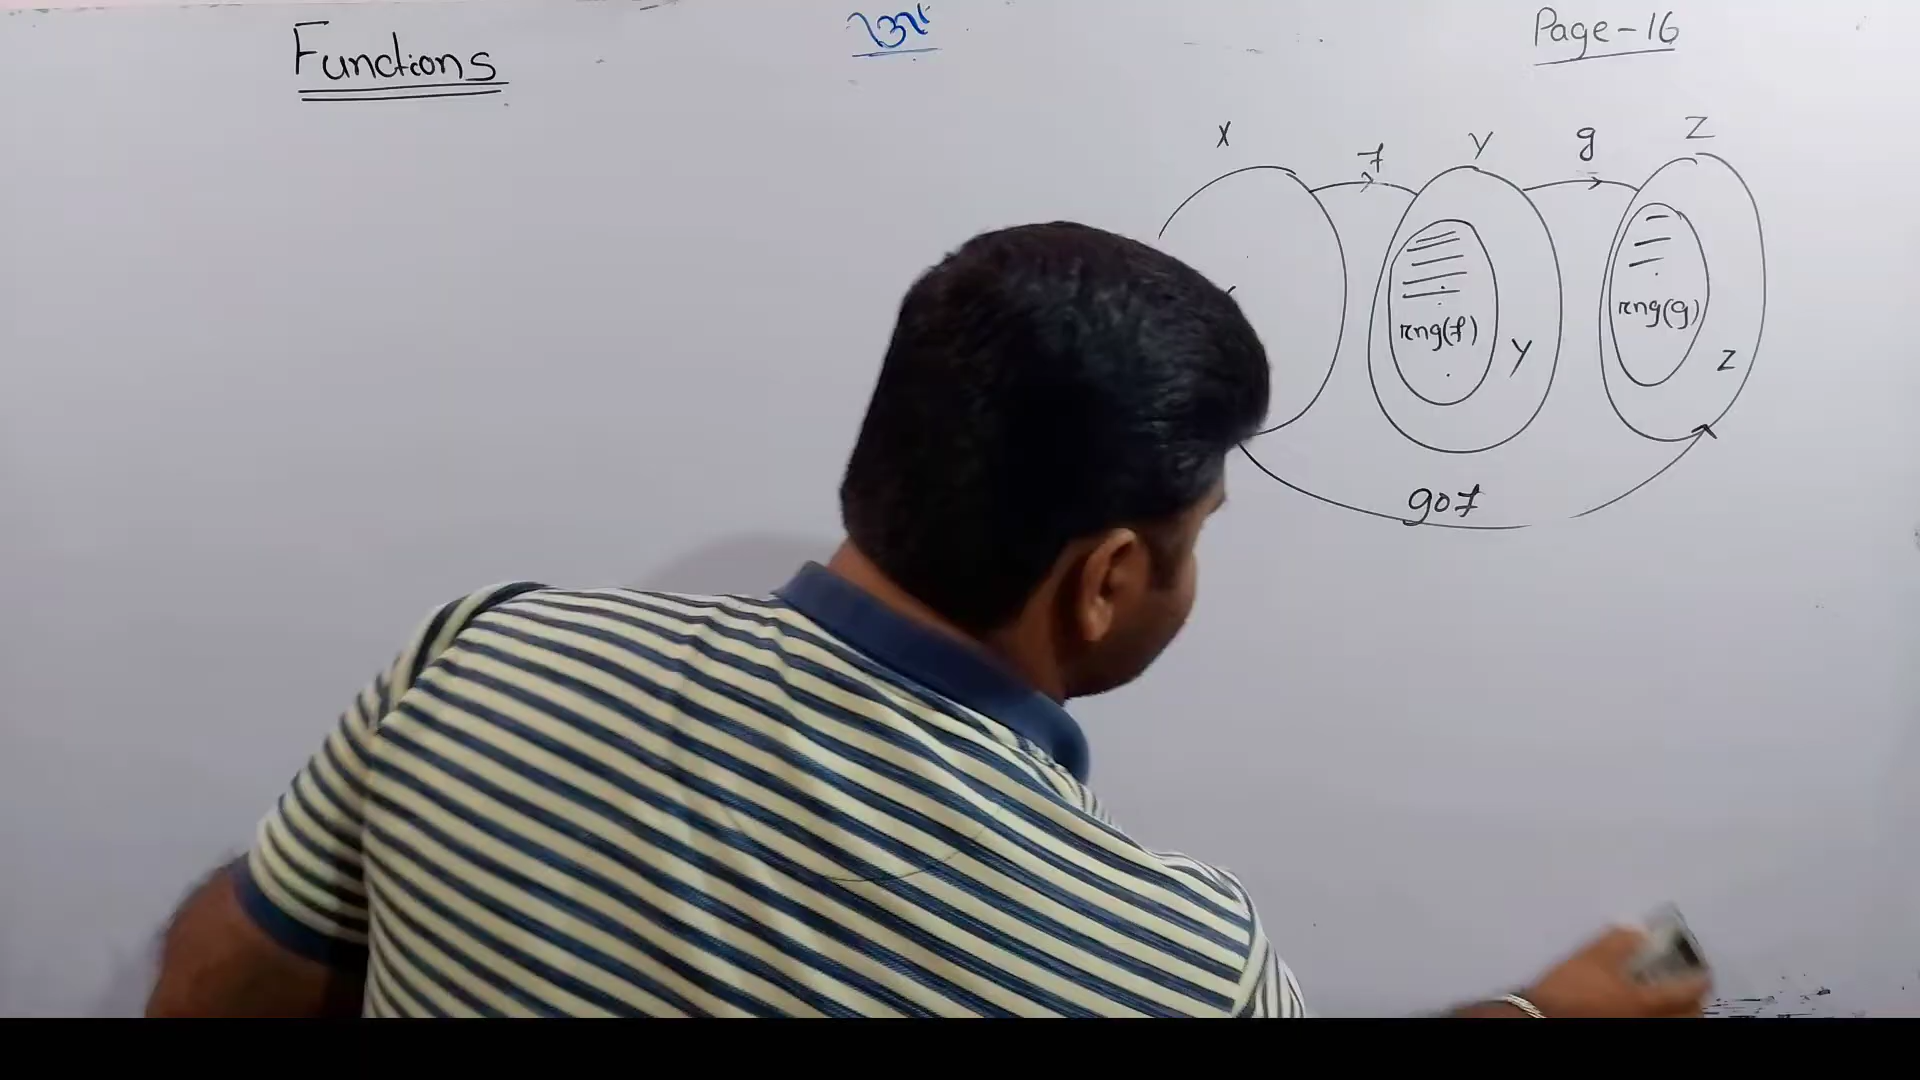 Functions
Page-16
X f Y g Z
rng(f) Y
rng(g) Z
gof